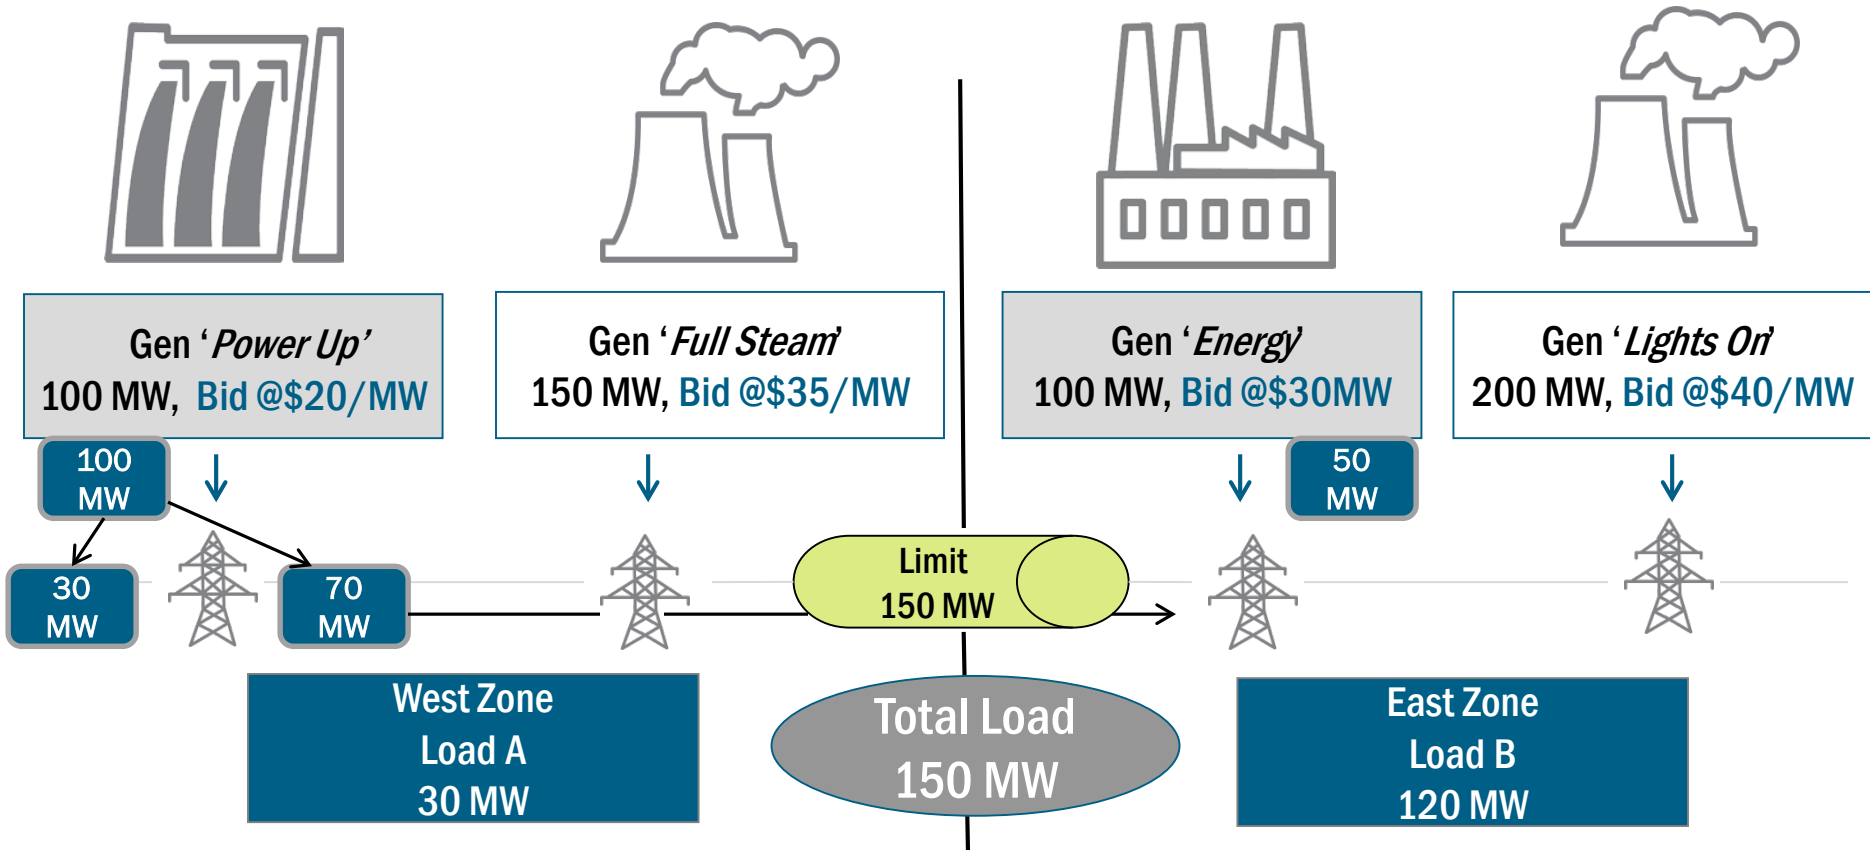 Gen ‘Power Up’
100 MW, Bid @$20/MW
Gen ‘Full Steam’
150 MW, Bid @$35/MW
Gen ‘Energy’
100 MW, Bid @$30MW
Gen ‘Lights On’
200 MW, Bid @$40/MW
100
MW
50
MW
30
MW
70
MW
Limit
150 MW
West Zone
Load A
30 MW
Total Load
150 MW
East Zone
Load B
120 MW